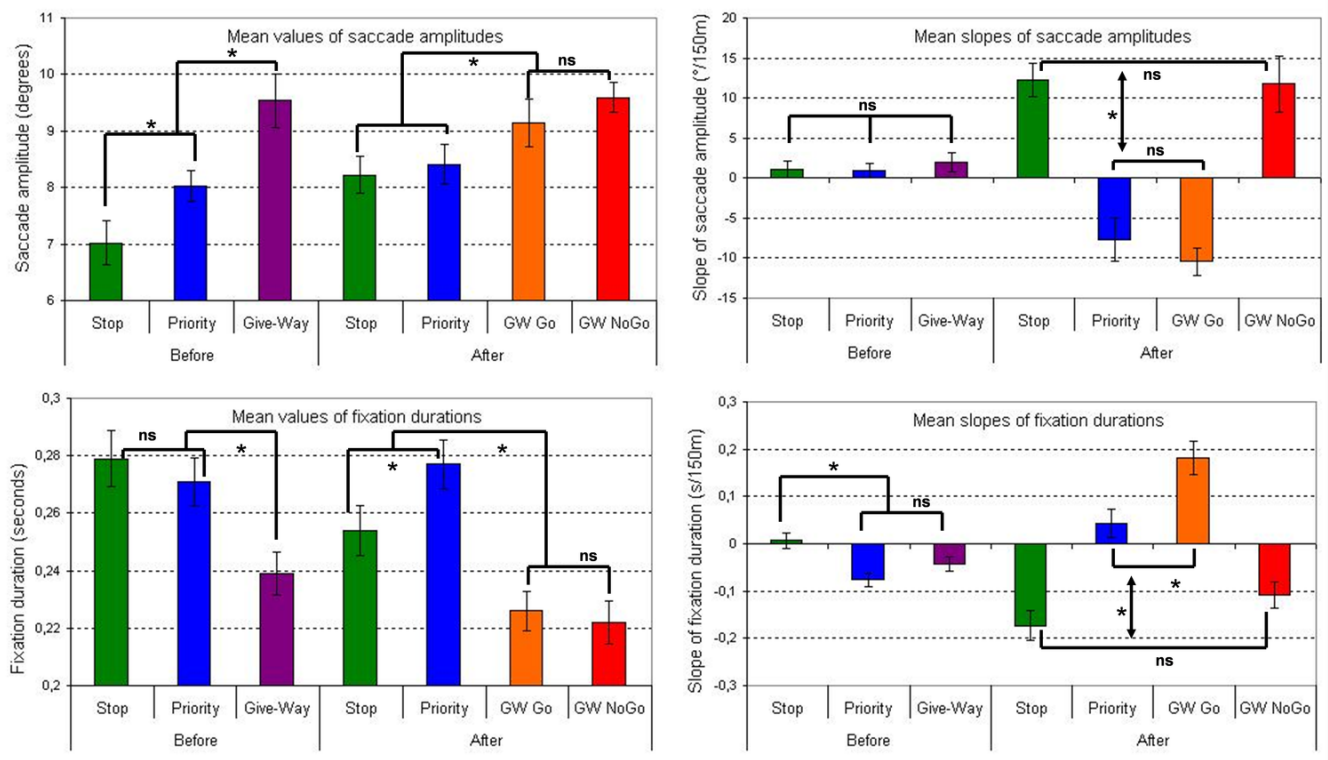 Mean values of saccade amplitudes
Saccade amplitude (degrees)
11
10
9
8
7
6
*
*
*
ns
Stop
Priority
Give-Way
Stop
Priority
GW Go
GW NoGo
Before
After
Mean slopes of saccade amplitudes
Slope of saccade amplitude (°/150m)
20
15
10
5
0
-5
-10
-15
ns
ns
*
ns
Stop
Priority
Give-Way
Stop
Priority
GW Go
GW NoGo
Before
After
Mean values of fixation durations
Fixation duration (seconds)
0,3
0,28
0,26
0,24
0,22
0,2
ns
*
*
*
ns
Stop
Priority
Give-Way
Stop
Priority
GW Go
GW NoGo
Before
After
Mean slopes of fixation durations
Slope of fixation duration (s/150m)
0,3
0,2
0,1
0
-0,1
-0,2
-0,3
*
ns
*
*
ns
Stop
Priority
Give-Way
Stop
Priority
GW Go
GW NoGo
Before
After